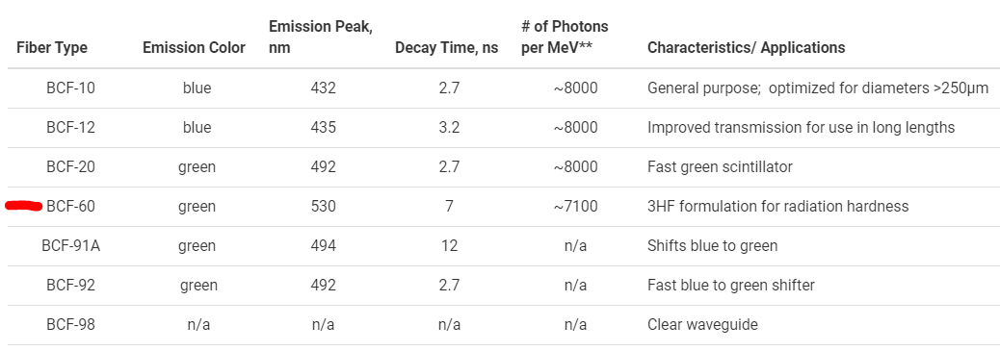 Fiber Type Emission Color Emission Peak, nm Decay Time, ns # of Photons per MeV** Characteristics/ Applications
BCF-10 blue 432 2.7 ~8000 General purpose; optimized for diameters >250µm
BCF-12 blue 435 3.2 ~8000 Improved transmission for use in long lengths
BCF-20 green 492 2.7 ~8000 Fast green scintillator
BCF-60 green 530 7 ~7100 3HF formulation for radiation hardness
BCF-91A green 494 12 n/a Shifts blue to green
BCF-92 green 492 2.7 n/a Fast blue to green shifter
BCF-98 n/a n/a n/a n/a Clear waveguide